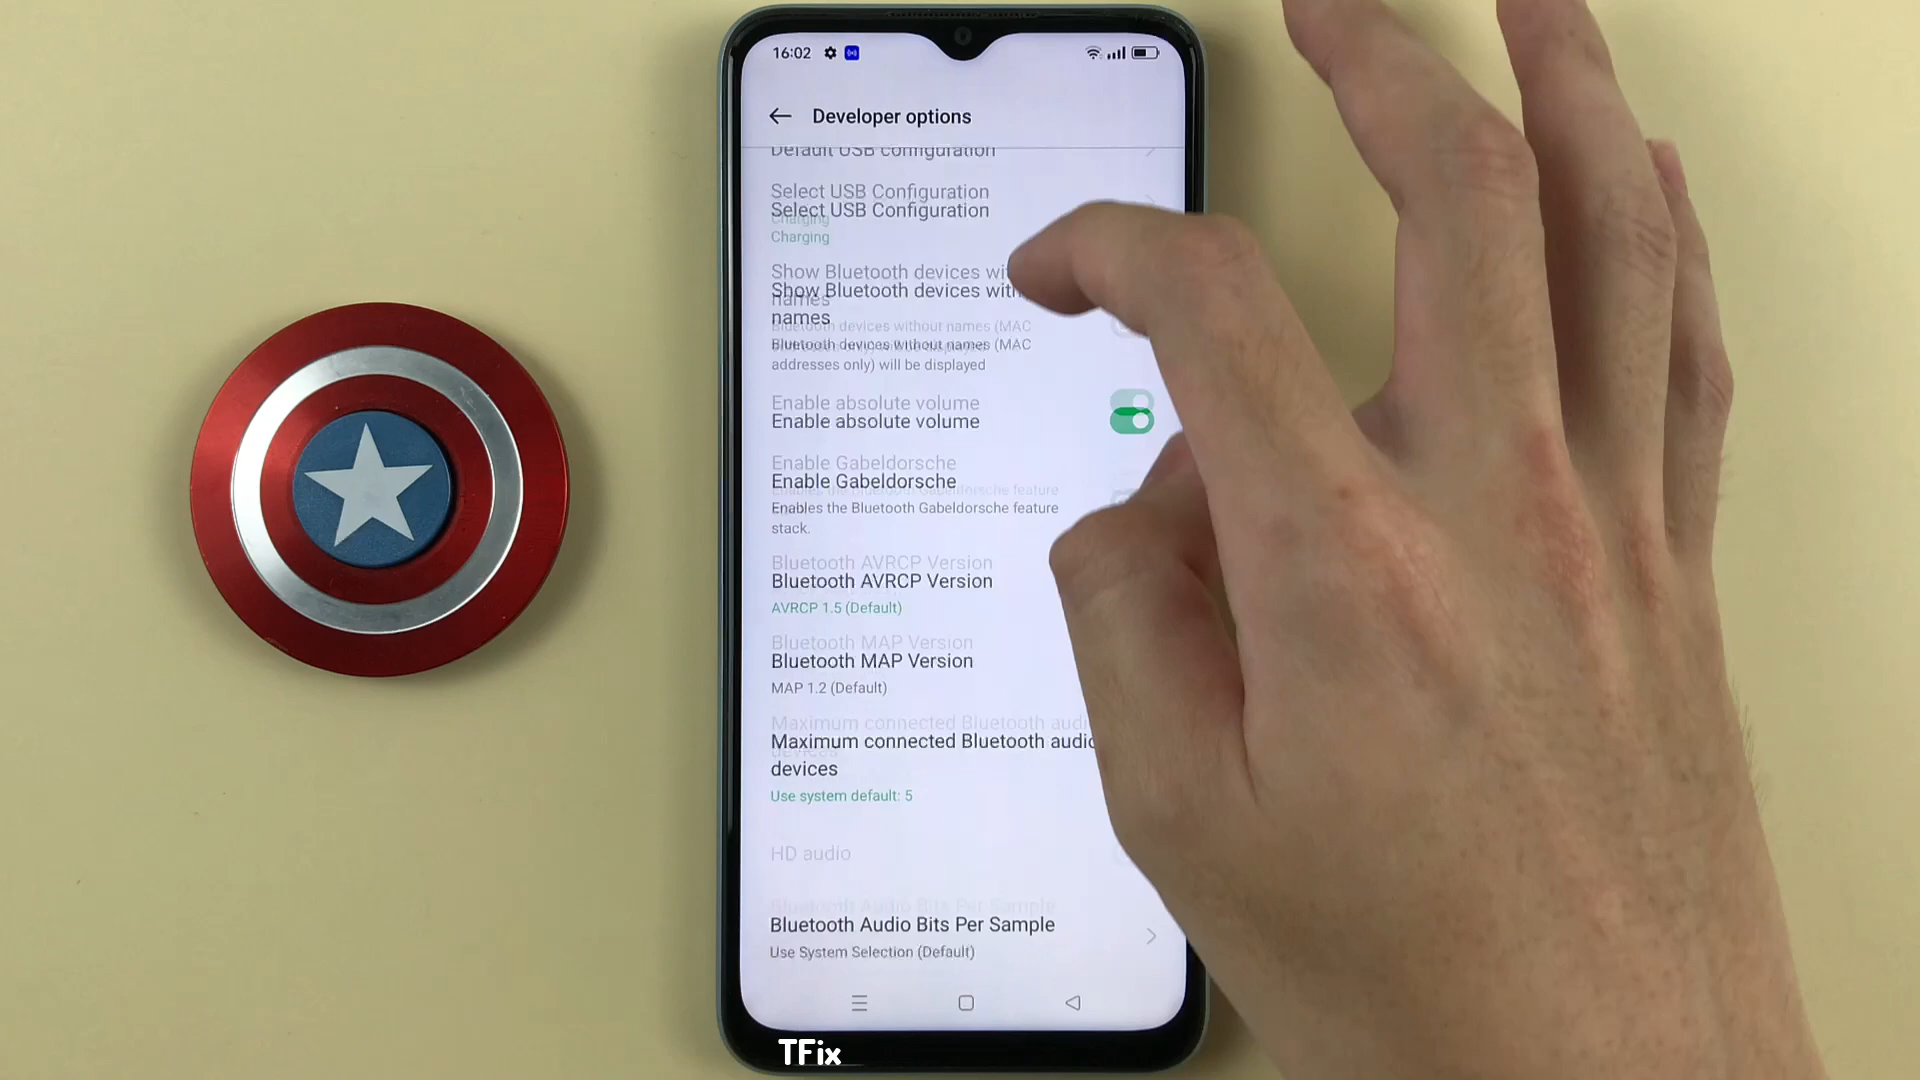 16:02
Developer options
Default USB configuration
Select USB Configuration
Select USB Configuration
Charging
Charging
Show Bluetooth devices
Show Bluetooth devices
names
names
Bluetooth devices without names (MAC
Bluetooth devices without names (MAC
addresses only) will be displayed
Enable absolute volume
Enable absolute volume
Enable Gabeldorsche
Enable Gabeldorsche
Enables the Bluetooth Gabeldorsche feature
Enables the Bluetooth Gabeldorsche feature
stack.
Bluetooth AVRCP Version
Bluetooth AVRCP Version
AVRCP 1.5 (Default)
Bluetooth MAP Version
Bluetooth MAP Version
MAP 1.2 (Default)
Maximum connected Bluetooth audio
Maximum connected Bluetooth audio
devices
devices
Use system default: 5
HD audio
Bluetooth Audio Bits Per Sample
Bluetooth Audio Bits Per Sample
Use System Selection (Default)
TFix